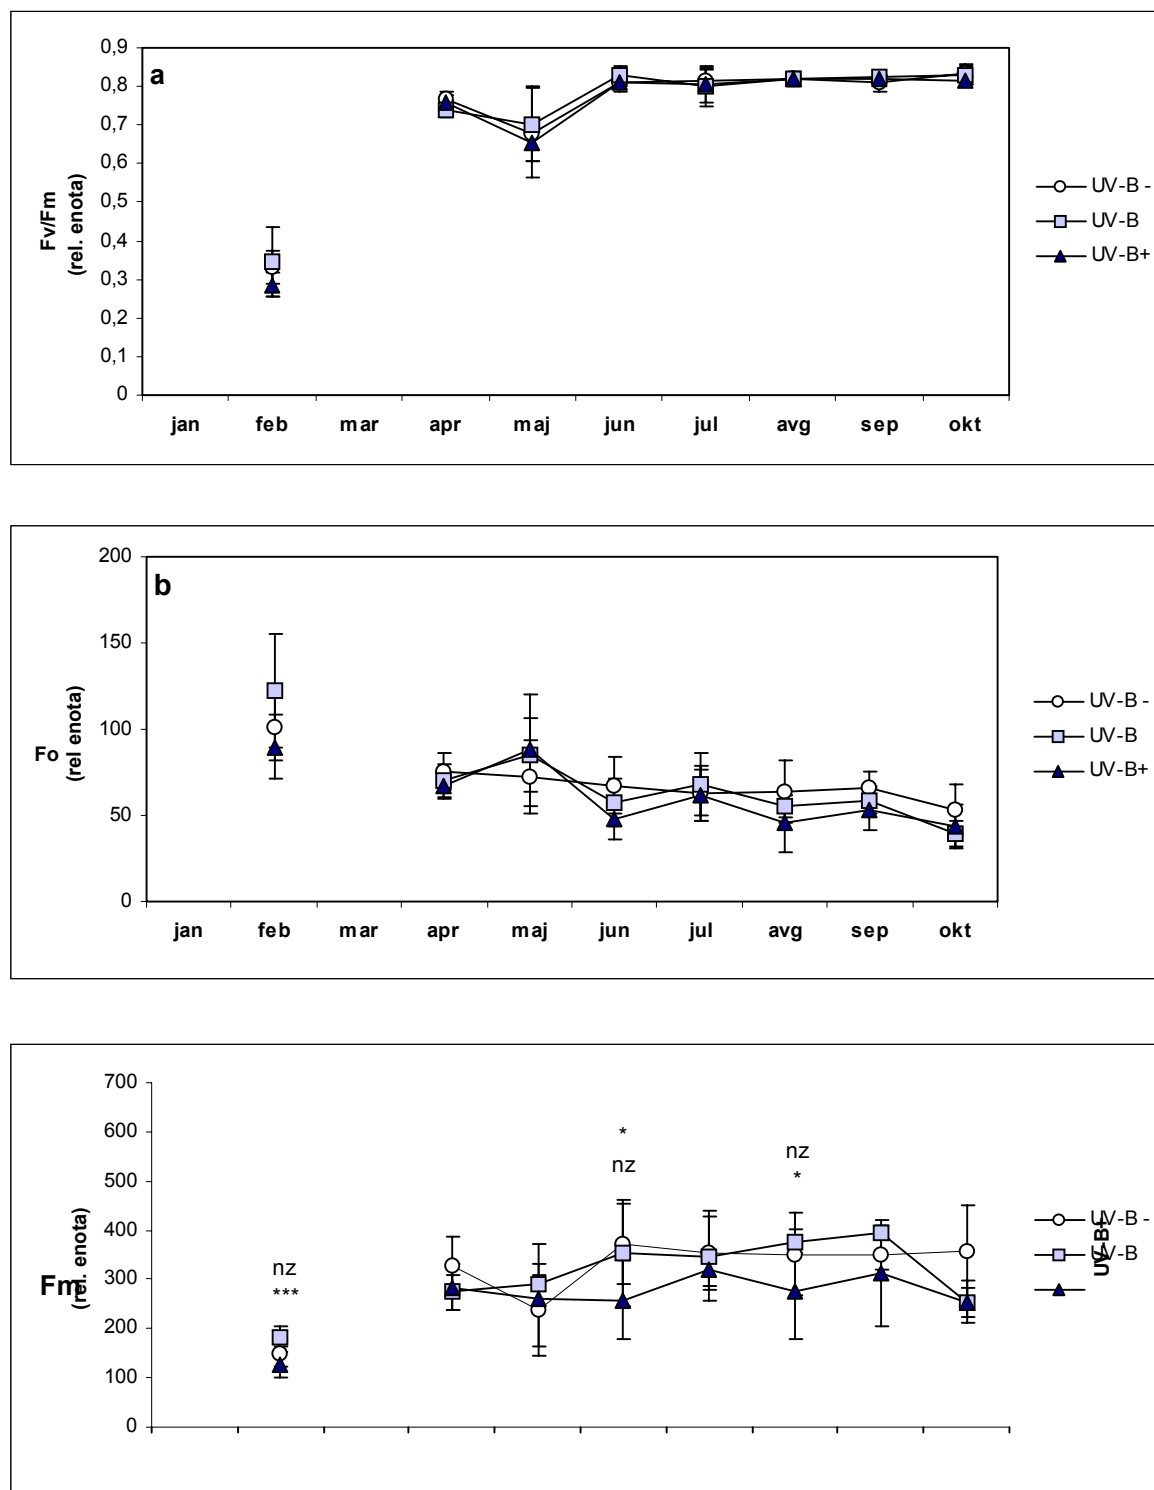 a
0,9
0,8
0,7
0,6
0,5
0,4
0,3
0,2
0,1
0
Fv/Fm
(rel. enota)
jan feb mar apr maj jun jul avg sep okt
UV-B -
UV-B
UV-B+
b
200
150
100
50
0
Fo
(rel enota)
jan feb mar apr maj jun jul avg sep okt
UV-B -
UV-B
UV-B+
700
600
500
400
300
200
100
0
Fm
(rel. enota)
nz
***
*
nz
nz
*
UV-B -
UV-B
UV-B+